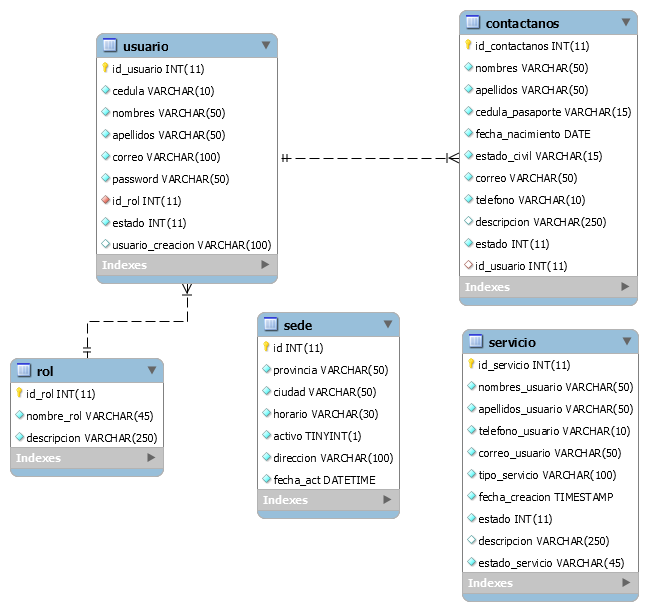 usuario
id_usuario INT(11)
cedula VARCHAR(10)
nombres VARCHAR(50)
apellidos VARCHAR(50)
correo VARCHAR(100)
password VARCHAR(50)
id_rol INT(11)
estado INT(11)
usuario_creacion VARCHAR(100)
Indexes
contactanos
id_contactanos INT(11)
nombres VARCHAR(50)
apellidos VARCHAR(50)
cedula_pasaporte VARCHAR(15)
fecha_nacimiento DATE
estado_civil VARCHAR(15)
correo VARCHAR(50)
telefono VARCHAR(10)
descripcion VARCHAR(250)
estado INT(11)
id_usuario INT(11)
Indexes
rol
id_rol INT(11)
nombre_rol VARCHAR(45)
descripcion VARCHAR(250)
Indexes
sede
id INT(11)
provincia VARCHAR(50)
ciudad VARCHAR(50)
horario VARCHAR(30)
activo TINYINT(1)
direccion VARCHAR(100)
fecha_act DATETIME
Indexes
servicio
id_servicio INT(11)
nombres_usuario VARCHAR(50)
apellidos_usuario VARCHAR(50)
telefono_usuario VARCHAR(10)
correo_usuario VARCHAR(50)
tipo_servicio VARCHAR(100)
fecha_creacion TIMESTAMP
estado INT(11)
descripcion VARCHAR(250)
estado_servicio VARCHAR(45)
Indexes